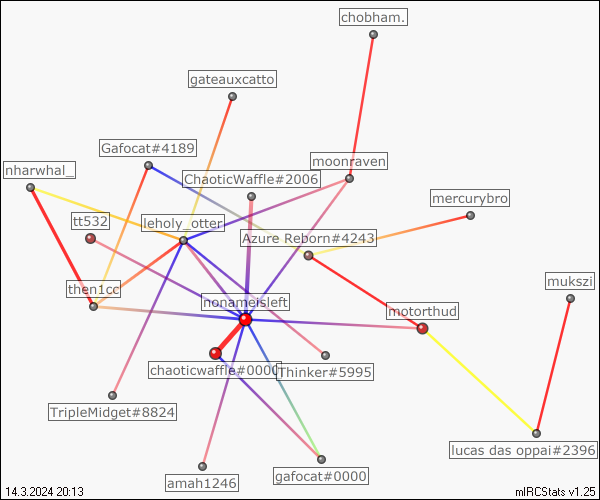 chobham.
gateauxcatto
Gafocat#4189
moonraven
nharwhal_
ChaoticWaffle#2006
mercurybro
tt532
leholy_otter
Azure Reborn#4243
mukszi
then1cc
nonameisleft
motorthud
chaoticwaffle#0000
Thinker#5995
TripleMidget#8824
lucas das oppai#2396
amah1246
gafocat#0000
14.3.2024 20:13
mIRCStats v1.25